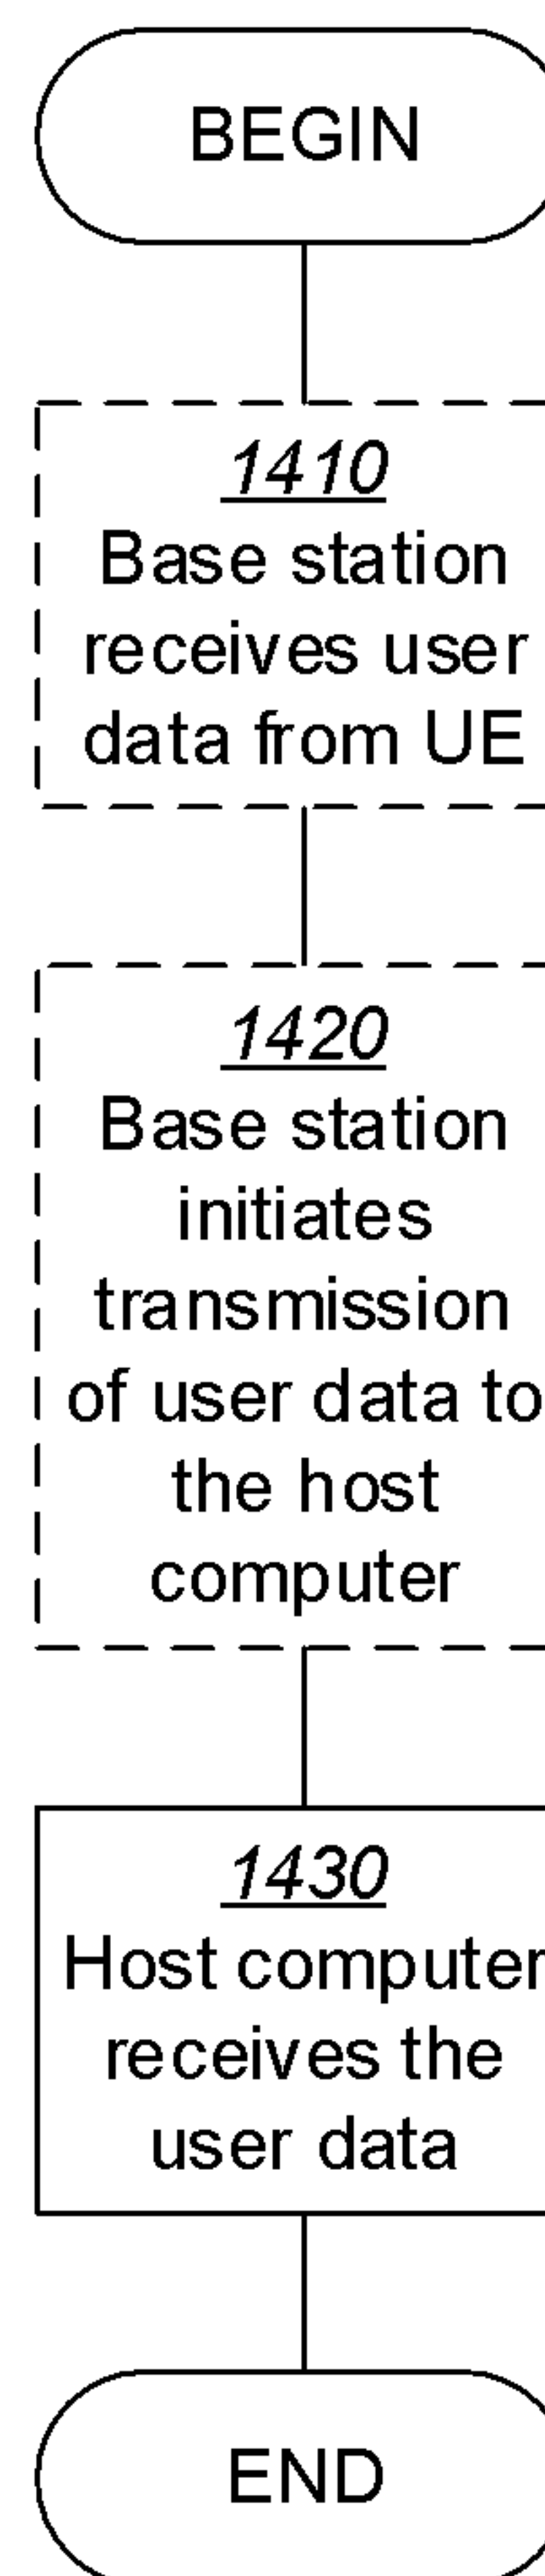 BEGIN
1410
Base station
receives user
data from UE
1420
Base station
initiates
transmission
of user data to
the host
computer
1430
Host computer
receives the
user data
END